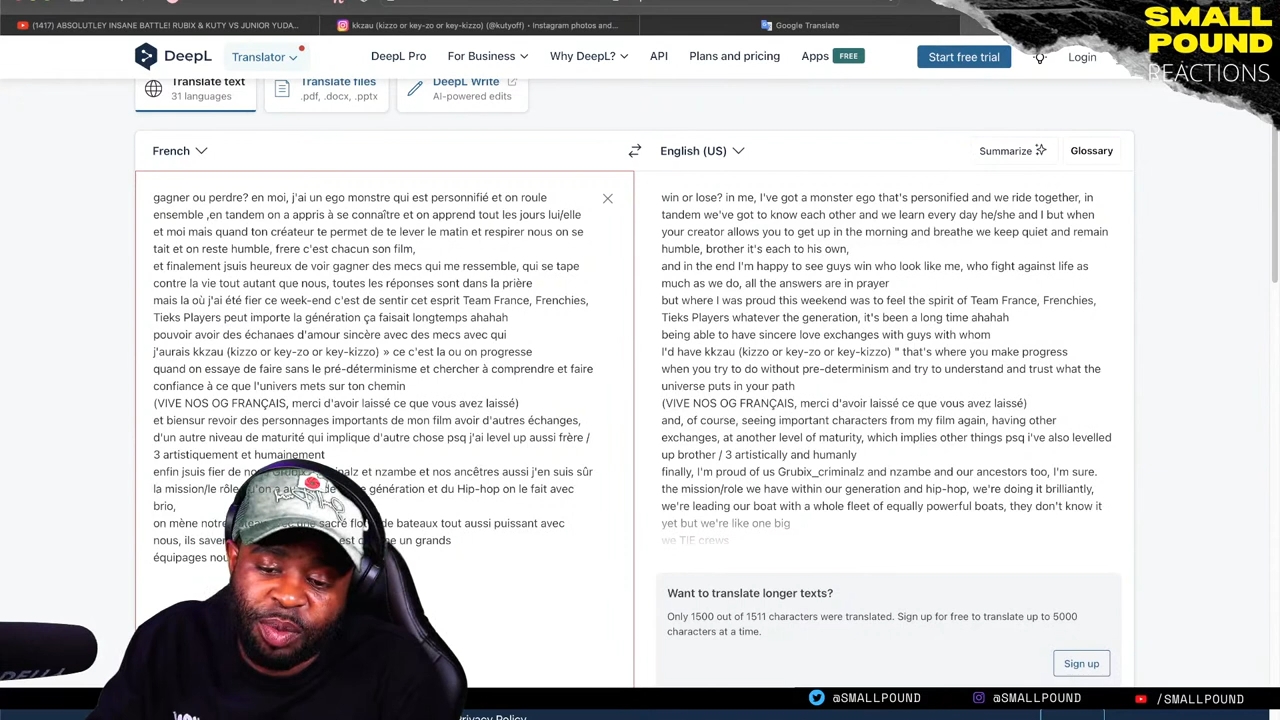 (1417) ABSOLUTLEY INSANE BATTLE! RUBIX & KUTY VS JUNIOR YUDA...
kkzau (kizzo or key-zo or key-kizzo) (@kutyoff) • Instagram photos and...
Google Translate
SMALL
POUND
REACTIONS
DeepL
Translator
DeepL Pro
For Business
Why DeepL?
API
Plans and pricing
Apps
FREE
Start free trial
Login
Translate text
31 languages
Translate files
.pdf, .docx, .pptx
DeepL Write
AI-powered edits
French
English (US)
Summarize
Glossary
gagner ou perdre? en moi, j'ai un ego monstre qui est personnifié et on roule
ensemble ,en tandem on a appris à se connaître et on apprend tout les jours lui/elle
et moi mais quand ton créateur te permet de te lever le matin et respirer nous on se
tait et on reste humble, frere c'est chacun son film,
et finalement jsuis heureux de voir gagner des mecs qui me ressemble, qui se tape
contre la vie tout autant que nous, toutes les réponses sont dans la prière
mais la où j'ai été fier ce week-end c'est de sentir cet esprit Team France, Frenchies,
Tieks Players peut importe la génération ça faisait longtemps ahahah
pouvoir avoir des échanaes d'amour sincère avec des mecs avec qui
j'aurais kkzau (kizzo or key-zo or key-kizzo) » ce c'est la ou on progresse
quand on essaye de faire sans le pré-déterminisme et chercher à comprendre et faire
confiance à ce que l'univers mets sur ton chemin
(VIVE NOS OG FRANÇAIS, merci d'avoir laissé ce que vous avez laissé)
et biensur revoir des personnages importants de mon film avoir d'autres échanges,
d'un autre niveau de maturité qui implique d'autre chose psq j'ai level up aussi frère /
3 artistiquement et humainement
enfin jsuis fier de nous Grubix_criminalz et nzambe et nos ancêtres aussi j'en suis sûr
la mission/le rôle qu'on a au de génération et du Hip-hop on le fait avec
brio,
on mène notre une sacré flo de bateaux tout aussi puissant avec
nous, ils saven est un grands
équipages nou
win or lose? in me, I've got a monster ego that's personified and we ride together, in
tandem we've got to know each other and we learn every day he/she and I but when
your creator allows you to get up in the morning and breathe we keep quiet and remain
humble, brother it's each to his own,
and in the end I'm happy to see guys win who look like me, who fight against life as
much as we do, all the answers are in prayer
but where I was proud this weekend was to feel the spirit of Team France, Frenchies,
Tieks Players whatever the generation, it's been a long time ahahah
being able to have sincere love exchanges with guys with whom
I'd have kkzau (kizzo or key-zo or key-kizzo) " that's where you make progress
when you try to do without pre-determinism and try to understand and trust what the
universe puts in your path
(VIVE NOS OG FRANÇAIS, merci d'avoir laissé ce que vous avez laissé)
and, of course, seeing important characters from my film again, having other
exchanges, at another level of maturity, which implies other things psq i've also levelled
up brother / 3 artistically and humanly
finally, I'm proud of us Grubix_criminalz and nzambe and our ancestors too, I'm sure.
the mission/role we have within our generation and hip-hop, we're doing it brilliantly,
we're leading our boat with a whole fleet of equally powerful boats, they don't know it
yet but we're like one big
we TIE crews
Want to translate longer texts?
Only 1500 out of 1511 characters were translated. Sign up for free to translate up to 5000
characters at a time.
Sign up
@SMALLPOUND
@SMALLPOUND
/SMALLPOUND
Privacy Policy